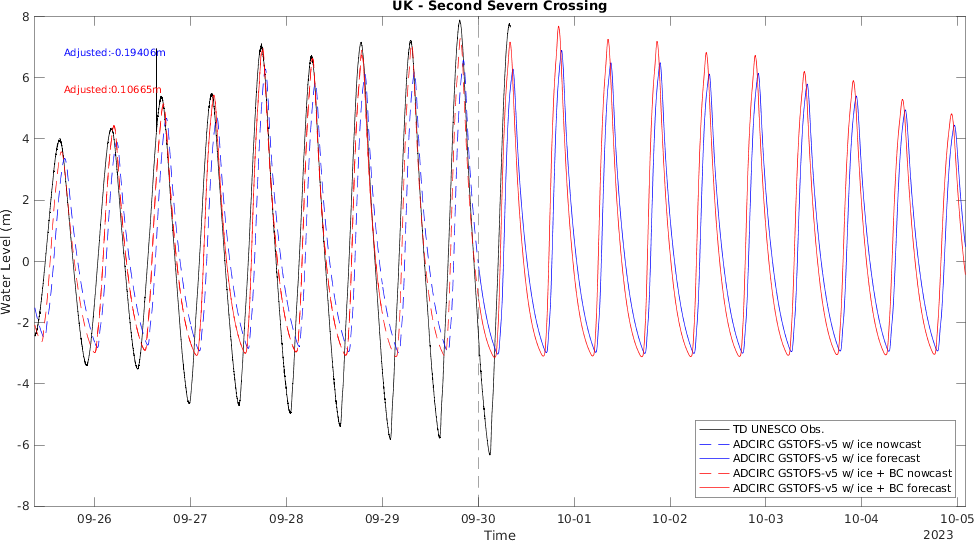 UK - Second Severn Crossing
Adjusted:-0.19406m
Adjusted:0.10665m
Water Level (m)
8
6
4
2
0
-2
-4
-6
-8
TD UNESCO Obs.
ADCIRC GSTOFS-v5 w/ ice nowcast
ADCIRC GSTOFS-v5 w/ ice forecast
ADCIRC GSTOFS-v5 w/ ice + BC nowcast
ADCIRC GSTOFS-v5 w/ ice + BC forecast
09-26 09-27 09-28 09-29 09-30 10-01 10-02 10-03 10-04 10-05
Time
2023